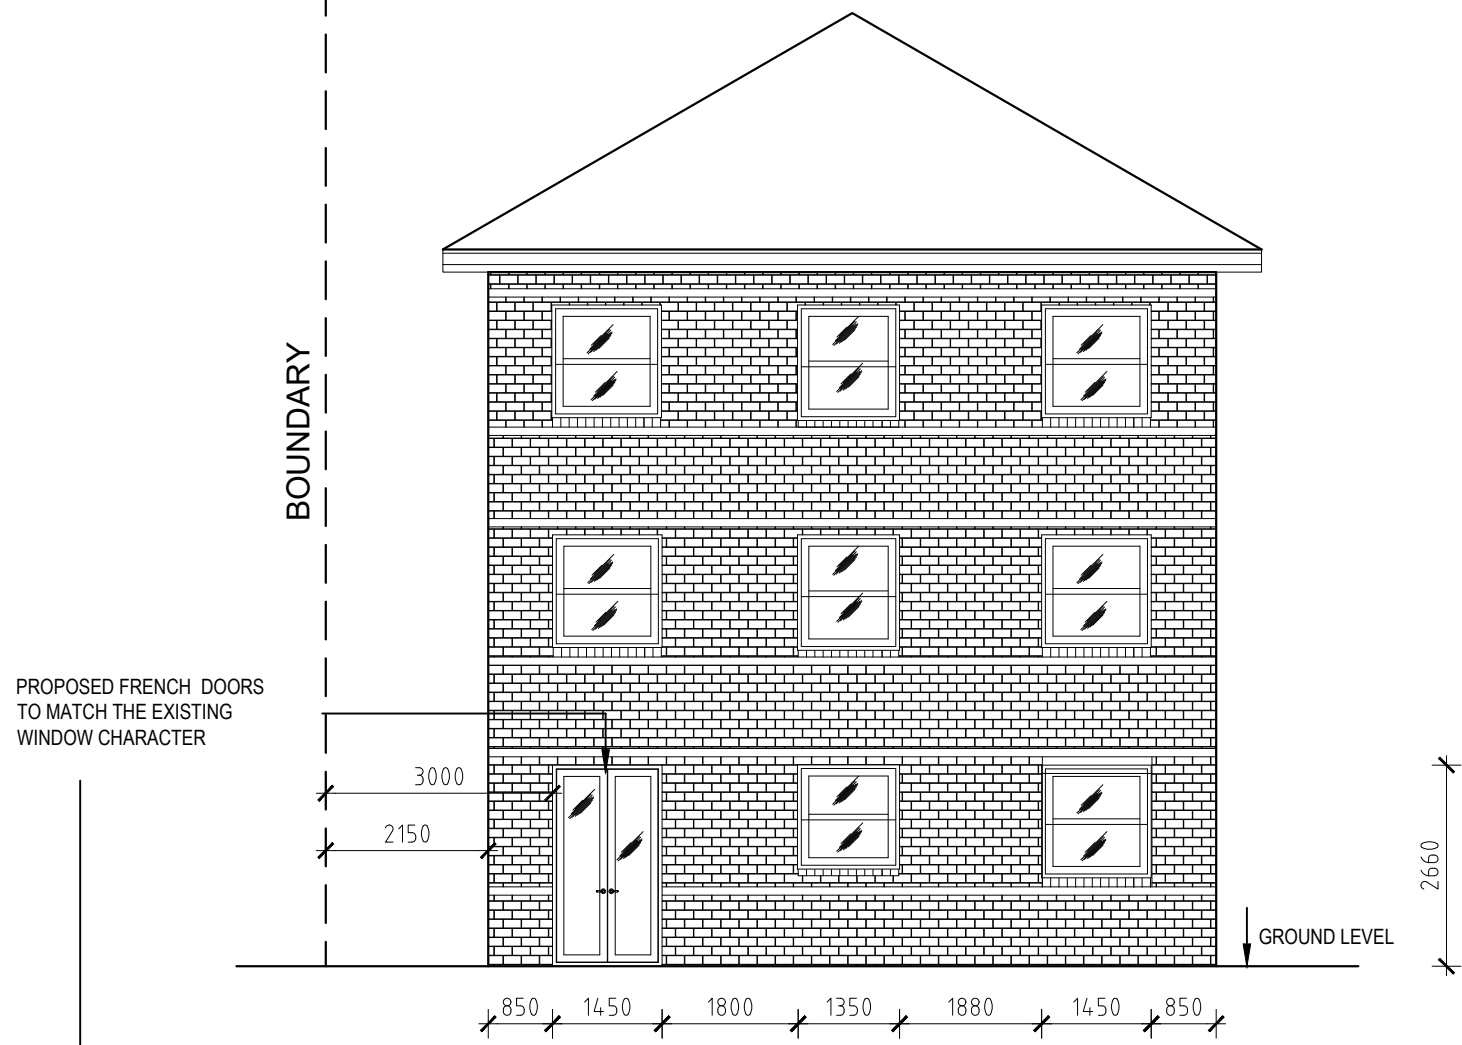 BOUNDARY
PROPOSED FRENCH DOORS
TO MATCH THE EXISTING
WINDOW CHARACTER
3000
2150
2660
GROUND LEVEL
850 1450 1800 1350 1880 1450 850